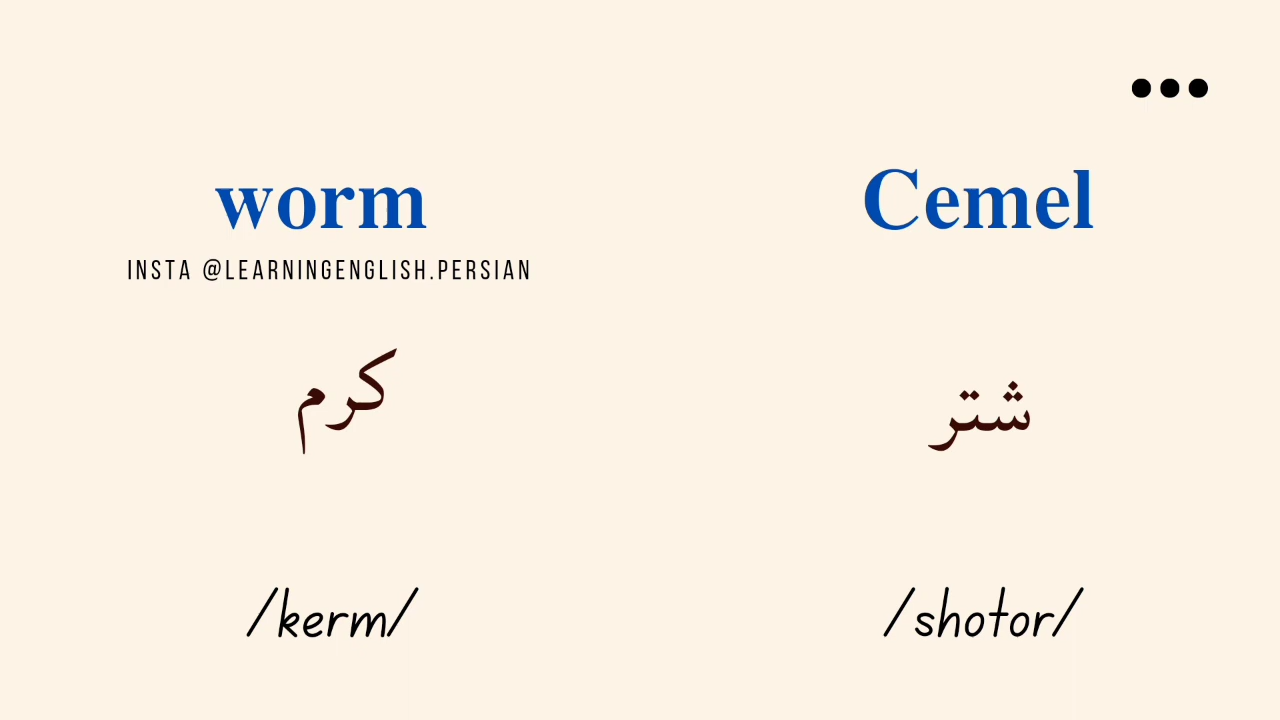 worm
INSTA @LEARNINGENGLISH.PERSIAN
کرم
/kerm/
Cemel
شتر
/shotor/